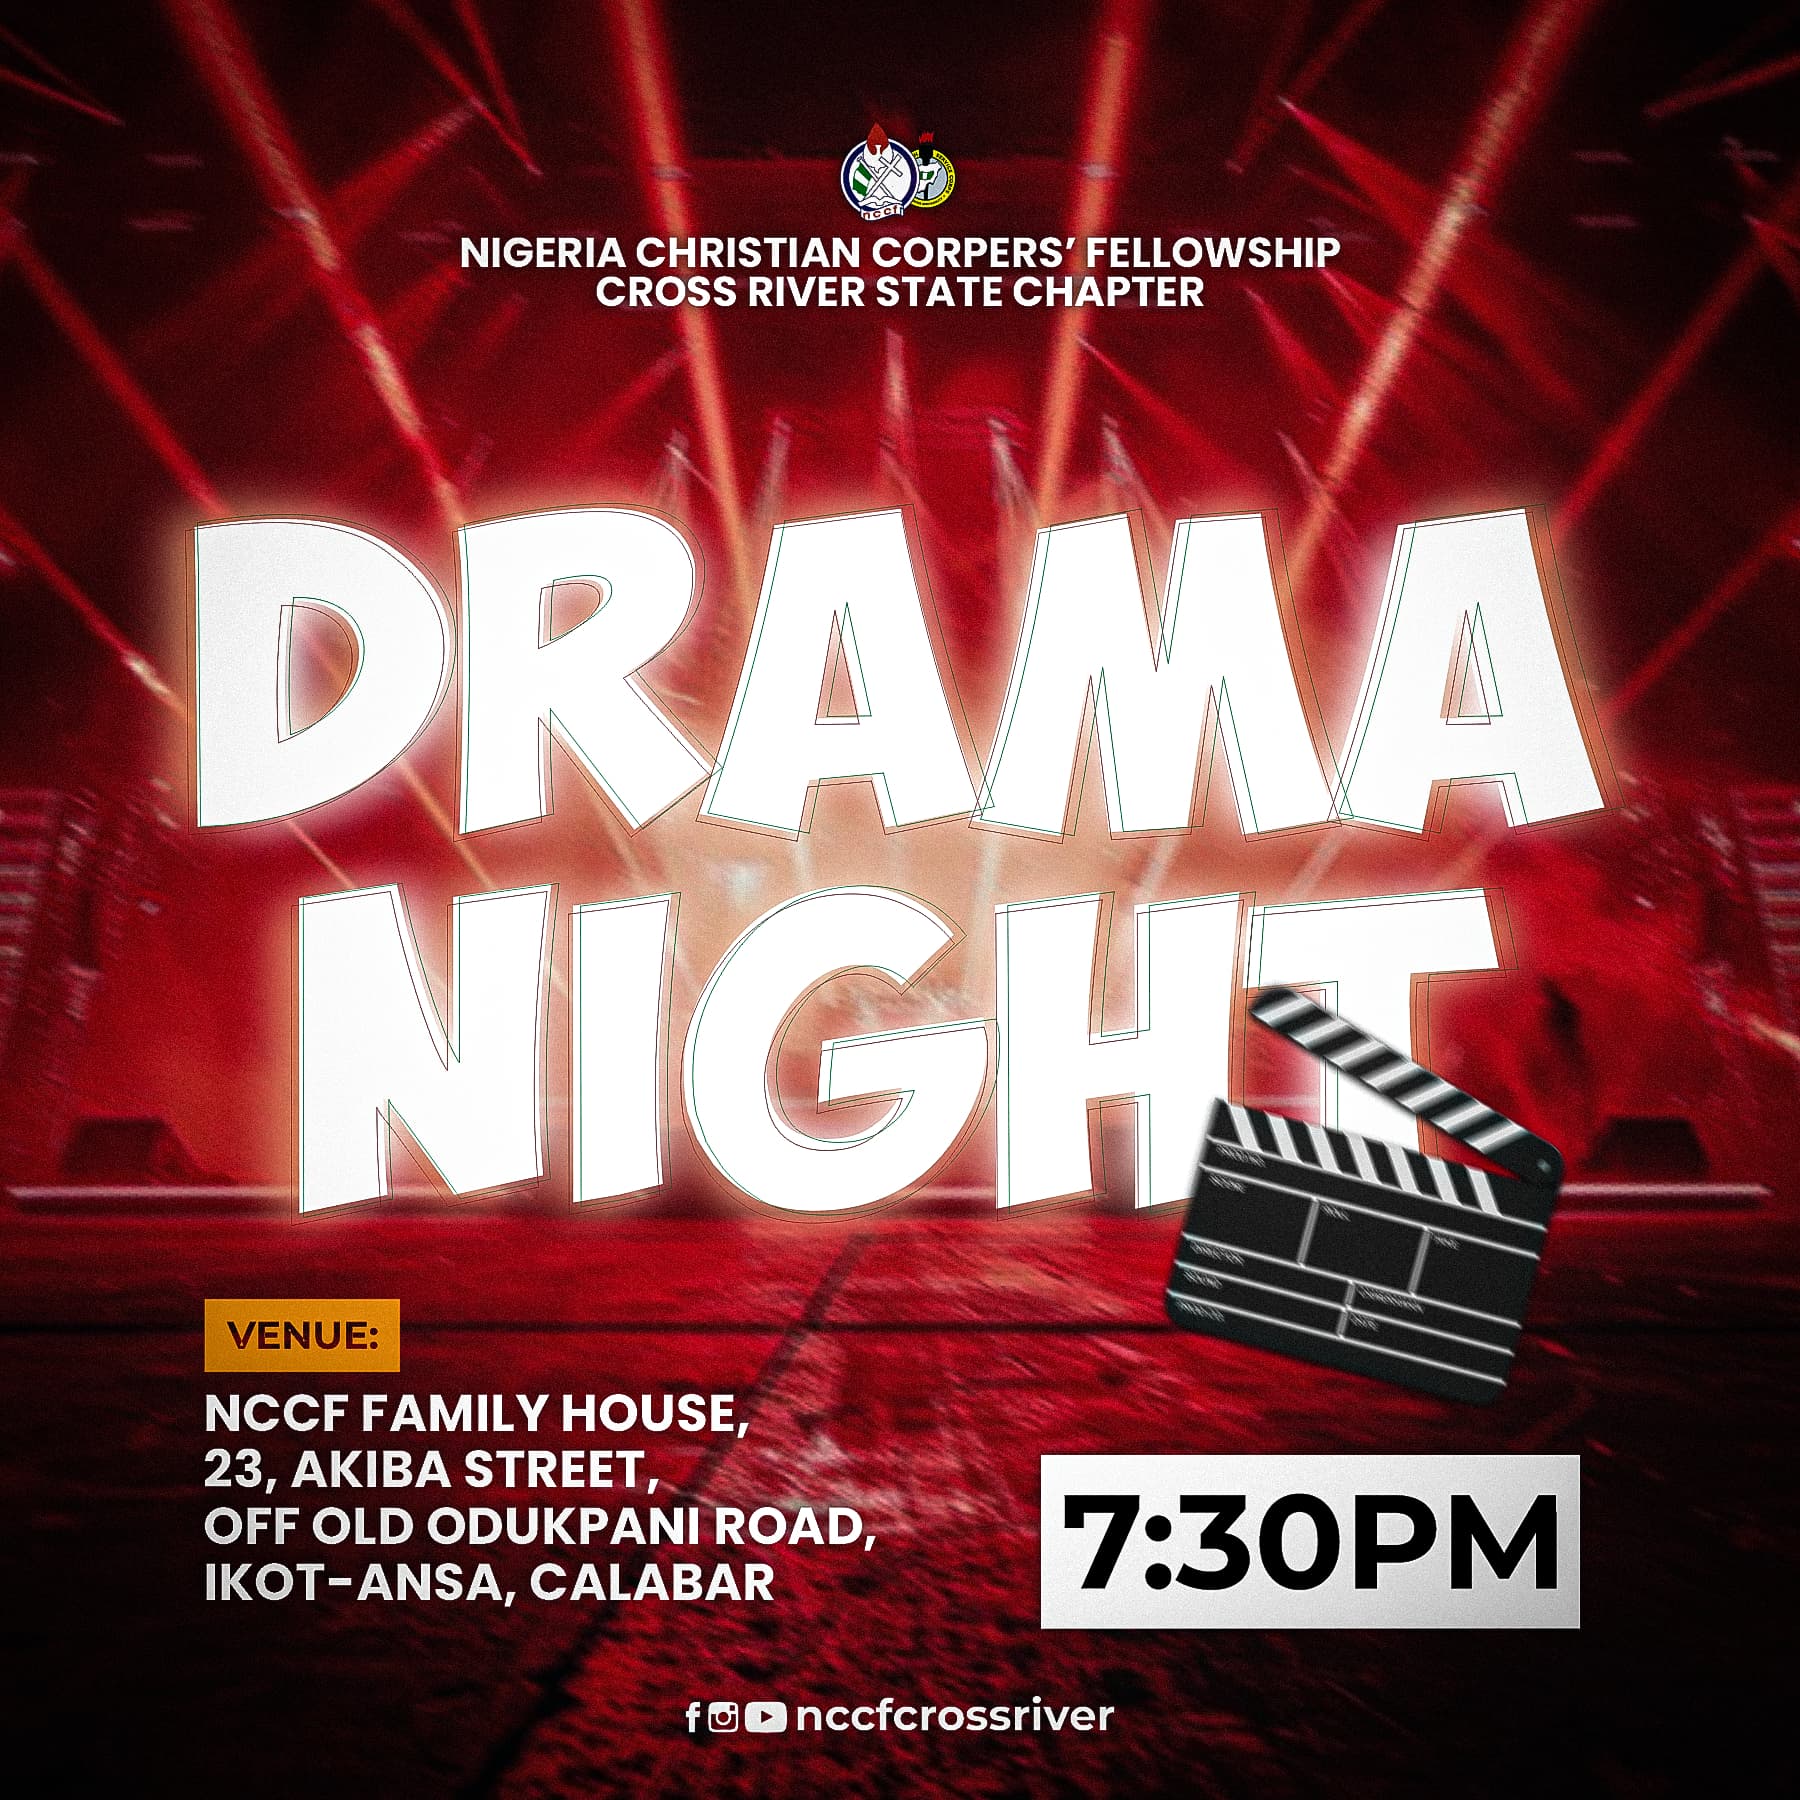 nccf
NIGERIA CHRISTIAN CORPERS’ FELLOWSHIP
CROSS RIVER STATE CHAPTER
DRAMA
NIGHT
VENUE:
NCCF FAMILY HOUSE,
23, AKIBA STREET,
OFF OLD ODUKPANI ROAD,
IKOT-ANSA, CALABAR
7:30PM
nccfcrossriver